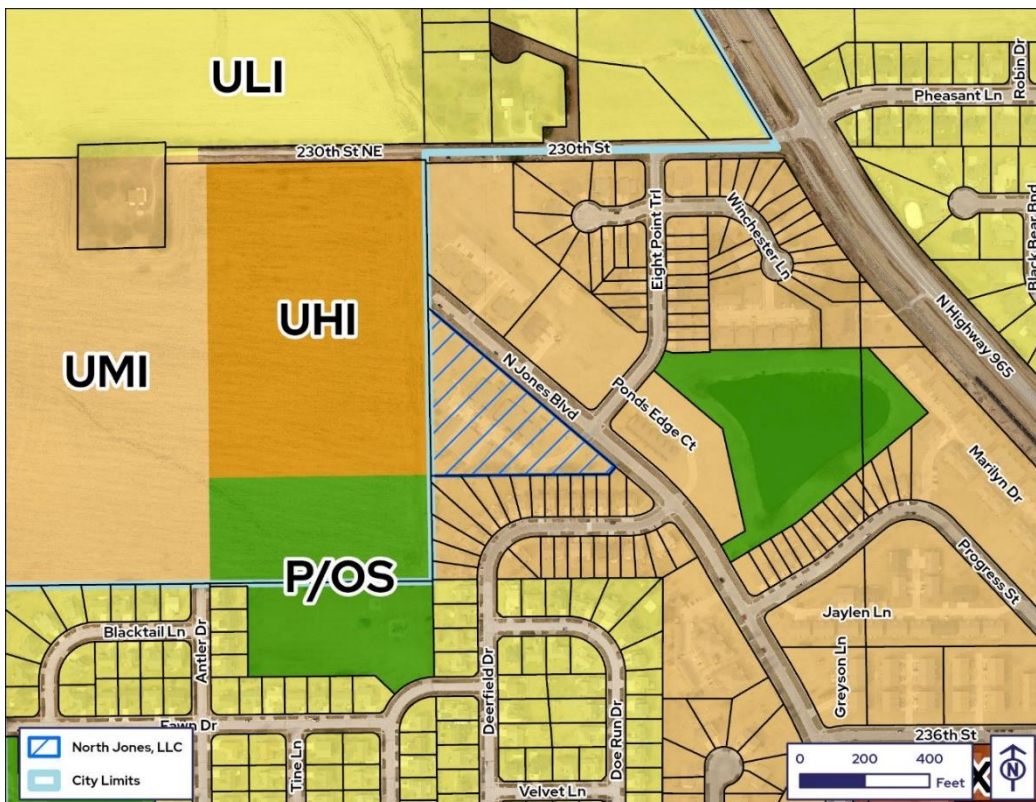 ULI
Robin Dr
Pheasant Ln
230th St NE
230th St
Eight Point Trl
Winchester Ln
Black Bear Bnd
N Highway 965
UHI
UMI
N Jones Blvd
Ponds Edge Ct
Marilyn Dr
P/OS
Progress St
Jaylen Ln
Blacktail Ln
Antler Dr
Deerfield Dr
Doe Run Dr
Greyson Ln
Fawn Dr
Tine Ln
236th St
Velvet Ln
North Jones, LLC
City Limits
0 200 400
Feet
N